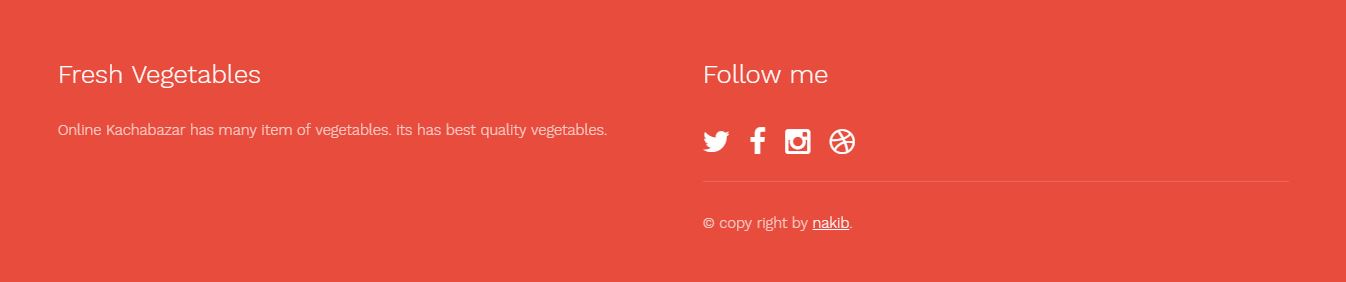 Fresh Vegetables
Online Kachabazar has many item of vegetables. its has best quality vegetables.
Follow me
© copy right by nakib.